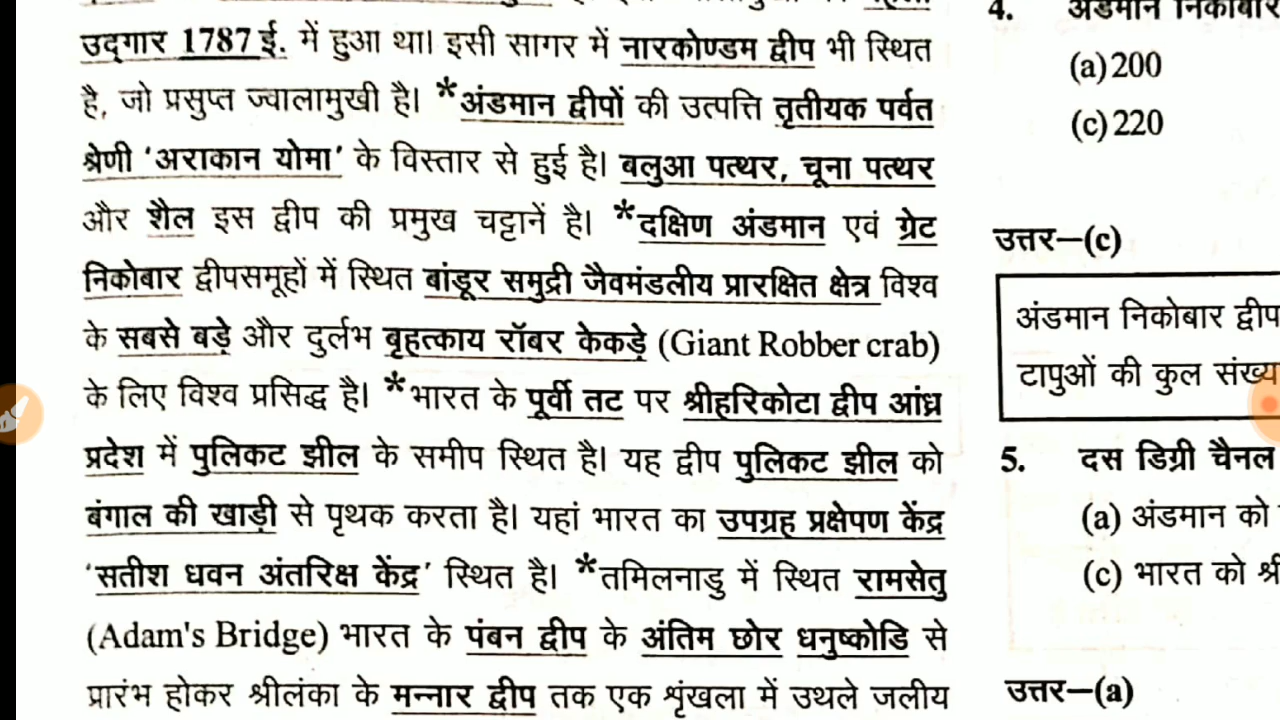 उद्गार 1787 ई. में हुआ था। इसी सागर में नारकोण्डम द्वीप भी स्थित
है, जो प्रसुप्त ज्वालामुखी है। *अंडमान द्वीपों की उत्पत्ति तृतीयक पर्वत
श्रेणी 'अराकान योमा' के विस्तार से हुई है। बलुआ पत्थर, चूना पत्थर
और शैल इस द्वीप की प्रमुख चट्टानें है। *दक्षिण अंडमान एवं ग्रेट
निकोबार द्वीपसमूहों में स्थित बांडूर समुद्री जैवमंडलीय प्रारक्षित क्षेत्र विश्व
के सबसे बड़े और दुर्लभ बृहत्काय रॉबर केकड़े (Giant Robber crab)
के लिए विश्व प्रसिद्ध है। *भारत के पूर्वी तट पर श्रीहरिकोटा द्वीप आंध्र
प्रदेश में पुलिकट झील के समीप स्थित है। यह द्वीप पुलिकट झील को
बंगाल की खाड़ी से पृथक करता है। यहां भारत का उपग्रह प्रक्षेपण केंद्र
'सतीश धवन अंतरिक्ष केंद्र' स्थित है। *तमिलनाडु में स्थित रामसेतु
(Adam's Bridge) भारत के पंबन द्वीप के अंतिम छोर धनुष्कोडि से
प्रारंभ होकर श्रीलंका के मन्नार द्वीप तक एक शृंखला में उथले जलीय
4. अंडमान निकोबार
(a) 200
(c) 220
उत्तर–(c)
अंडमान निकोबार द्वीप
टापुओं की कुल
5. दस डिग्री चैनल
(a) अंडमान को
(c) भारत को
उत्तर–(a)